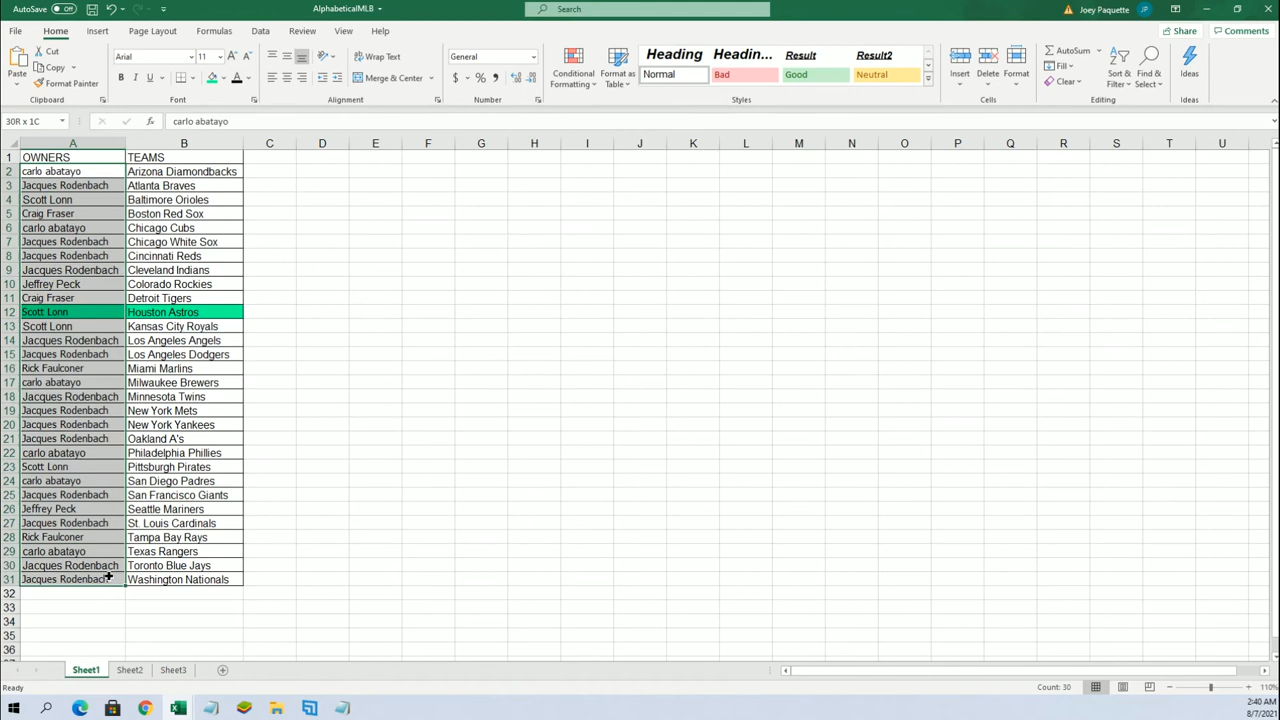 AutoSave Off AlphabeticalMLB Search Joey Paquette JP
File Home Insert Page Layout Formulas Data Review View Help Share Comments
Paste Cut Copy Format Painter Clipboard
Arial 11 B I U Font
Wrap Text Merge & Center Alignment
General $ % Number
Conditional Formatting Format as Table
Heading Headin... Result Result2
Normal Bad Good Neutral Styles
Insert Delete Format Cells
AutoSum Fill Clear Sort & Filter Find & Select Editing
Ideas Ideas
30R x 1C fx carlo abatayo
A B C D E F G H I J K L M N O P Q R S T U
1 OWNERS TEAMS
2 carlo abatayo Arizona Diamondbacks
3 Jacques Rodenbach Atlanta Braves
4 Scott Lonn Baltimore Orioles
5 Craig Fraser Boston Red Sox
6 carlo abatayo Chicago Cubs
7 Jacques Rodenbach Chicago White Sox
8 Jacques Rodenbach Cincinnati Reds
9 Jacques Rodenbach Cleveland Indians
10 Jeffrey Peck Colorado Rockies
11 Craig Fraser Detroit Tigers
12 Scott Lonn Houston Astros
13 Scott Lonn Kansas City Royals
14 Jacques Rodenbach Los Angeles Angels
15 Jacques Rodenbach Los Angeles Dodgers
16 Rick Faulconer Miami Marlins
17 carlo abatayo Milwaukee Brewers
18 Jacques Rodenbach Minnesota Twins
19 Jacques Rodenbach New York Mets
20 Jacques Rodenbach New York Yankees
21 Jacques Rodenbach Oakland A's
22 carlo abatayo Philadelphia Phillies
23 Scott Lonn Pittsburgh Pirates
24 carlo abatayo San Diego Padres
25 Jacques Rodenbach San Francisco Giants
26 Jeffrey Peck Seattle Mariners
27 Jacques Rodenbach St. Louis Cardinals
28 Rick Faulconer Tampa Bay Rays
29 carlo abatayo Texas Rangers
30 Jacques Rodenbach Toronto Blue Jays
31 Jacques Rodenbach Washington Nationals
32
33
34
35
36
Sheet1 Sheet2 Sheet3
Ready Count: 30 110%
2:40 AM
8/7/2021